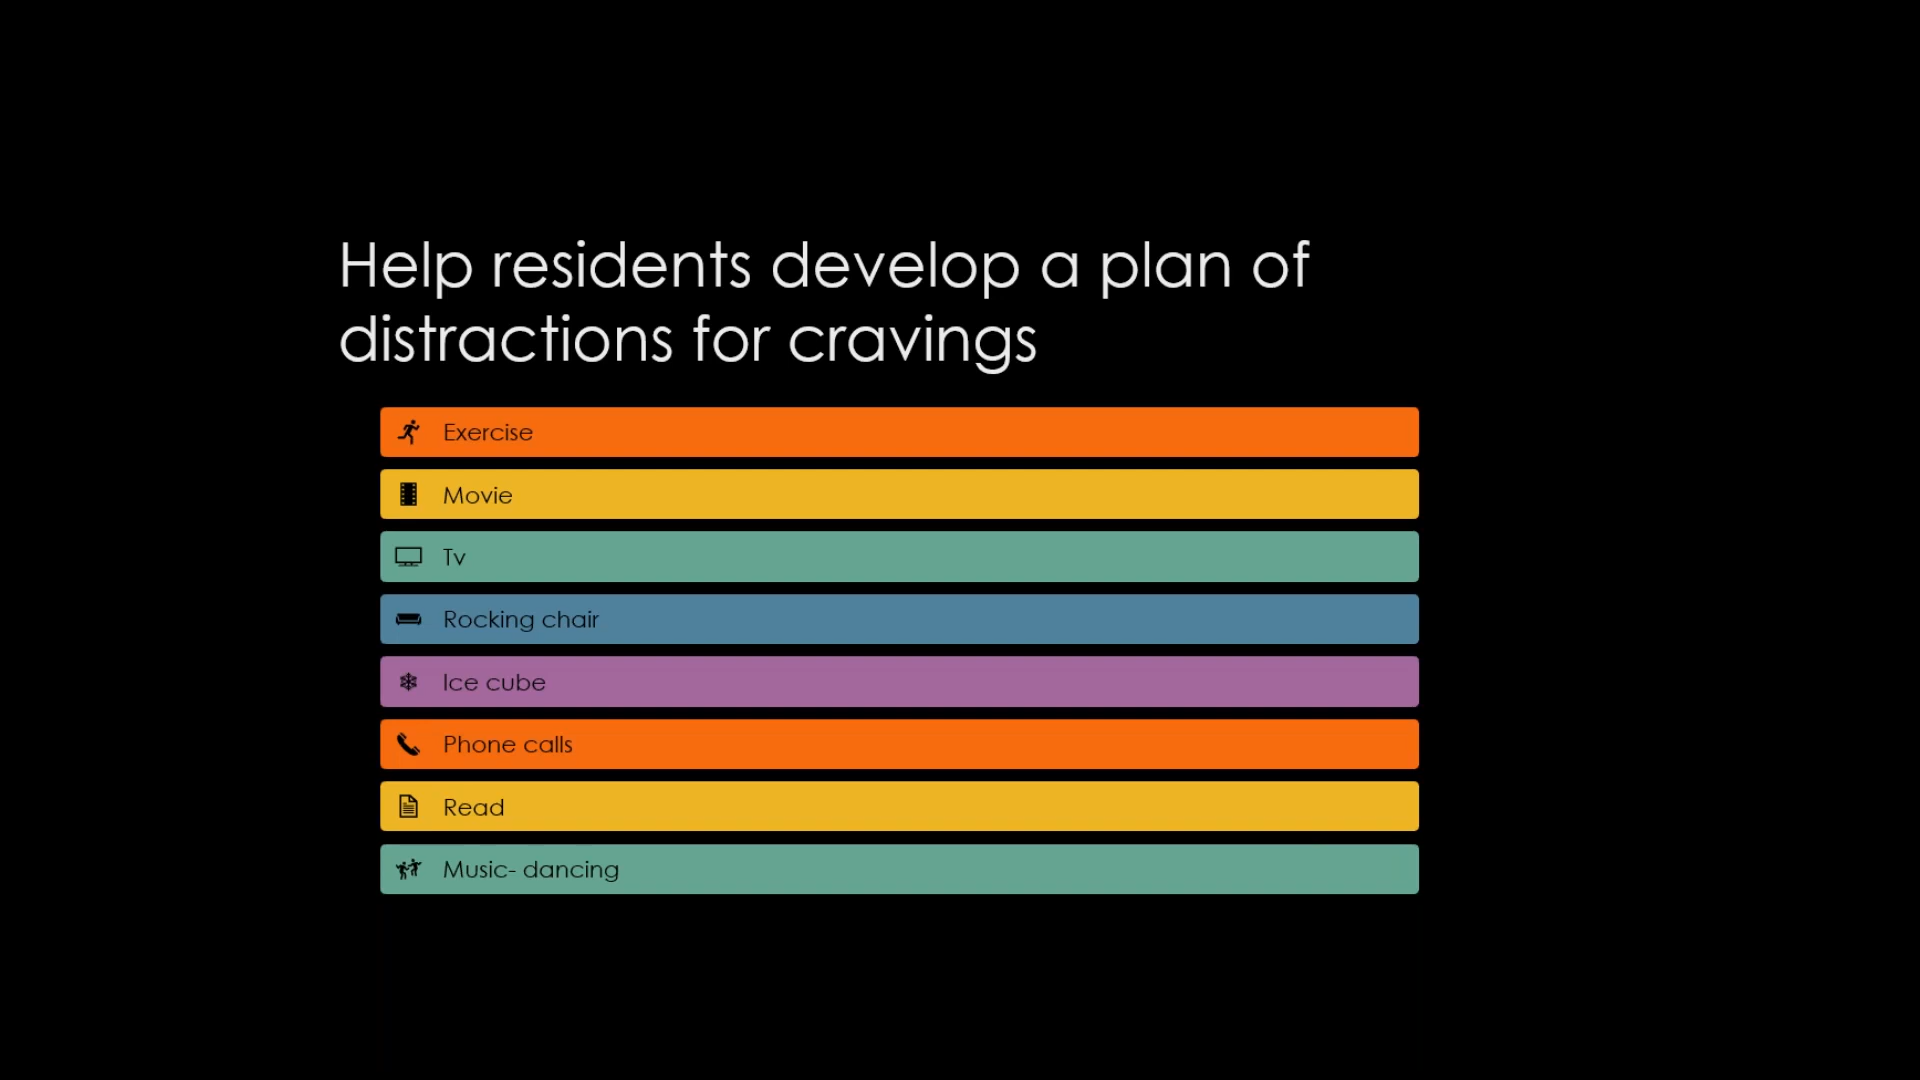 Help residents develop a plan of
distractions for cravings
Exercise
Movie
Tv
Rocking chair
Ice cube
Phone calls
Read
Music- dancing